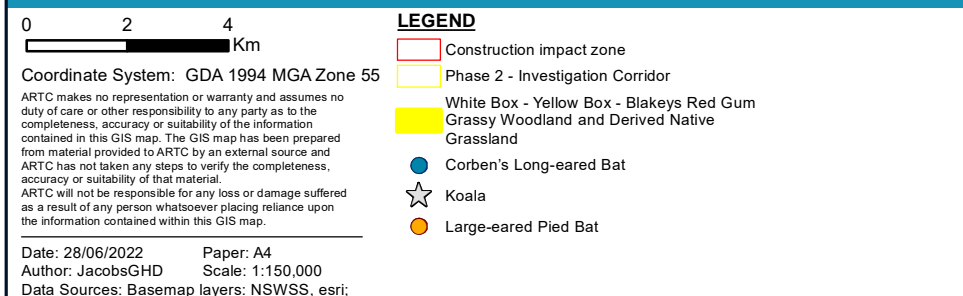 0 2 4
Km
Coordinate System: GDA 1994 MGA Zone 55
ARTC makes no representation or warranty and assumes no
duty of care or other responsibility to any party as to the
completeness, accuracy or suitability of the information
contained in this GIS map. The GIS map has been prepared
from material provided to ARTC by an external source and
ARTC has not taken any steps to verify the completeness,
accuracy or suitability of that material.
ARTC will not be responsible for any loss or damage suffered
as a result of any person whatsoever placing reliance upon
the information contained within this GIS map.
Date: 28/06/2022 Paper: A4
Author: JacobsGHD Scale: 1:150,000
Data Sources: Basemap layers: NSWSS, esri;
LEGEND
Construction impact zone
Phase 2 - Investigation Corridor
White Box - Yellow Box - Blakeys Red Gum
Grassy Woodland and Derived Native
Grassland
Corben's Long-eared Bat
Koala
Large-eared Pied Bat